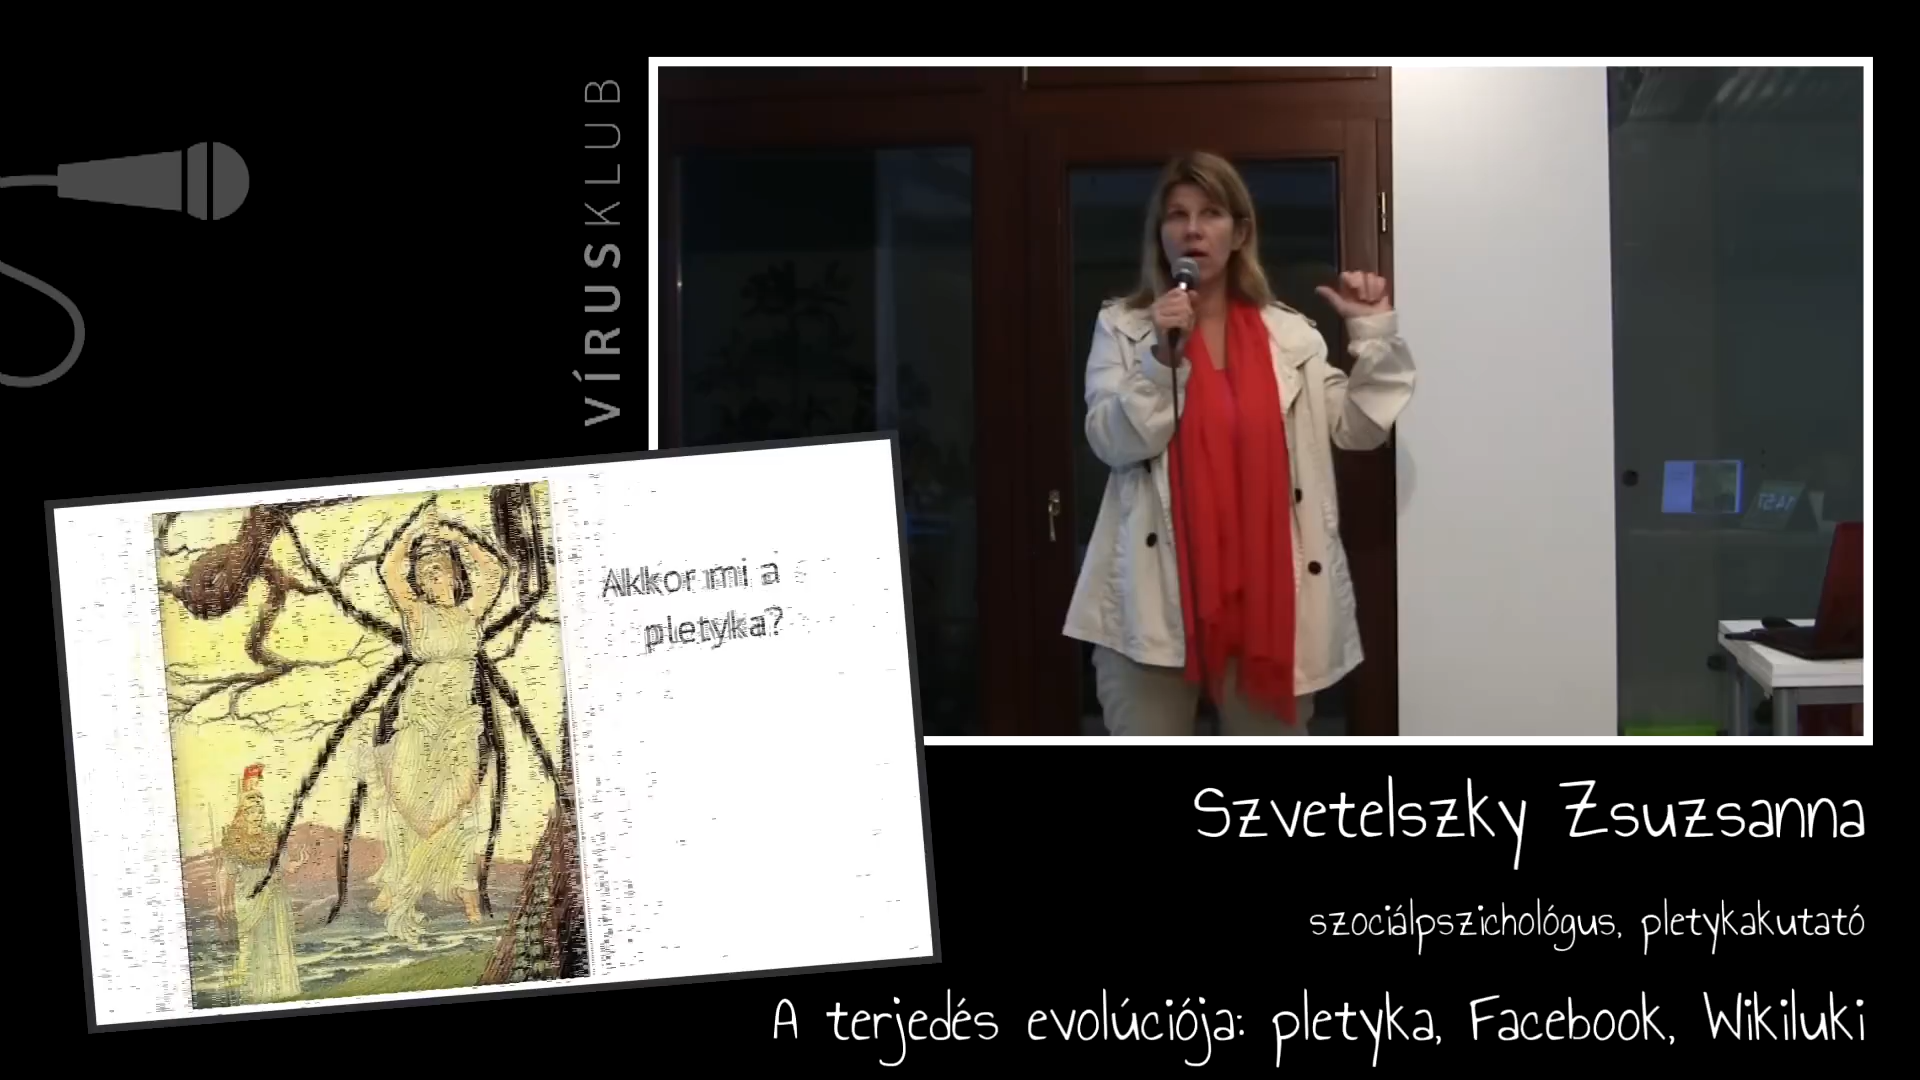 VÍRUSKLUB
Akkor mi a
pletyka?
Szvetelszky Zsuzsanna
szociálpszichológus, pletykakutató
A terjedés evolúciója: pletyka, Facebook, Wikiluki